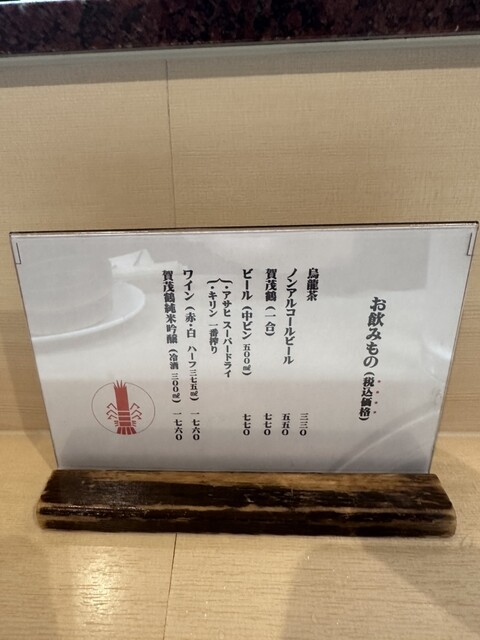 お飲みもの（税込価格）
烏龍茶 三三〇
ノンアルコールビール 五五〇
賀茂鶴（一合） 七七〇
ビール（中ビン 五〇〇㎖） 七七〇
・アサヒ スーパードライ
・キリン 一番搾り
ワイン（赤・白 ハーフ三七五㎖） 一七六〇
賀茂鶴純米吟醸（冷酒 三〇〇㎖） 一七六〇